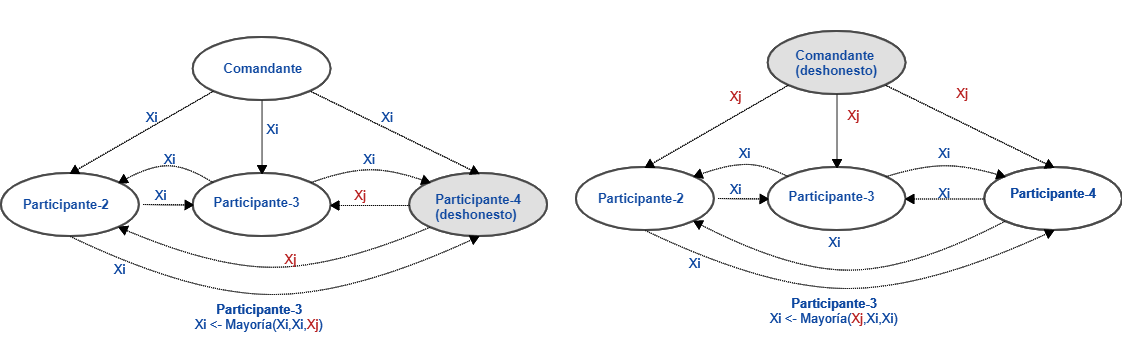 Comandante
Xi
Xi
Xi
Xi
Xi
Participante-2
Xi
Participante-3
Xj
Participante-4
(deshonesto)
Xj
Xi
Participante-3
Xi <- Mayoría(Xi,Xi,Xj)
Comandante
(deshonesto)
Xj
Xj
Xj
Xi
Xi
Participante-2
Xi
Participante-3
Xi
Participante-4
Xi
Xi
Participante-3
Xi <- Mayoría(Xj,Xi,Xi)